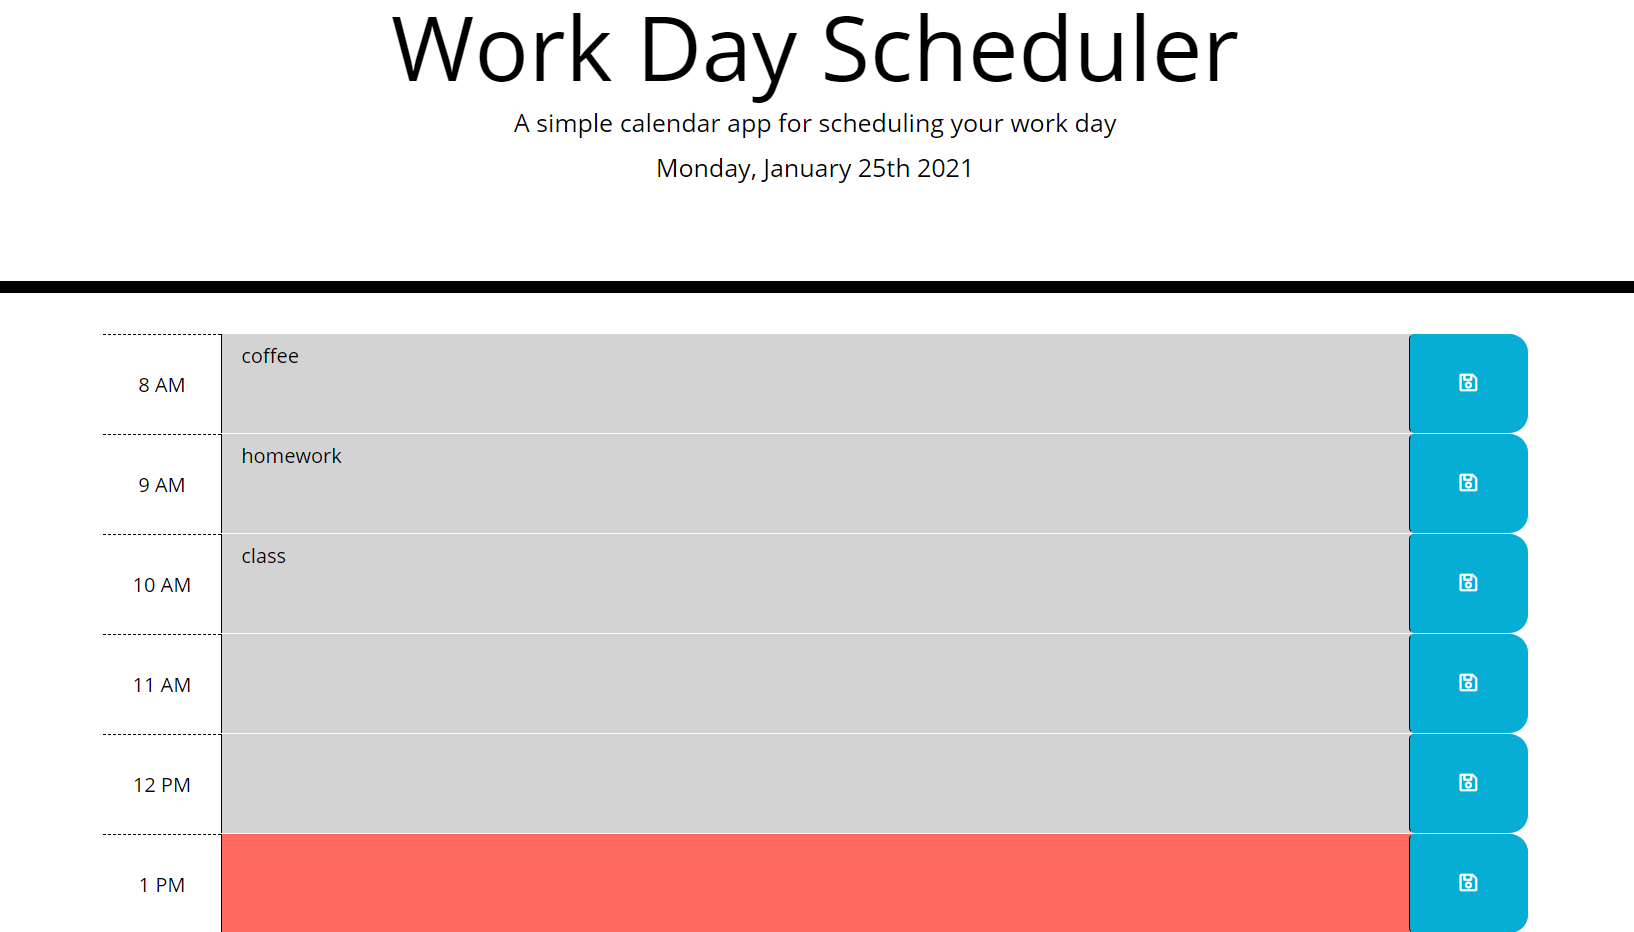 Work Day Scheduler
A simple calendar app for scheduling your work day
Monday, January 25th 2021
8 AM
coffee
9 AM
homework
10 AM
class
11 AM
12 PM
1 PM